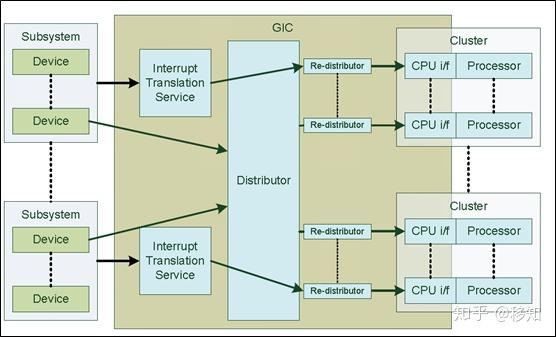 GIC
Subsystem
Device
Device
Subsystem
Device
Device
Interrupt
Translation
Service
Interrupt
Translation
Service
Distributor
Re-distributor
Re-distributor
Re-distributor
Re-distributor
Cluster
CPU i/f
Processor
CPU i/f
Processor
Cluster
CPU i/f
Processor
CPU i/f
Processor
知乎 @移知